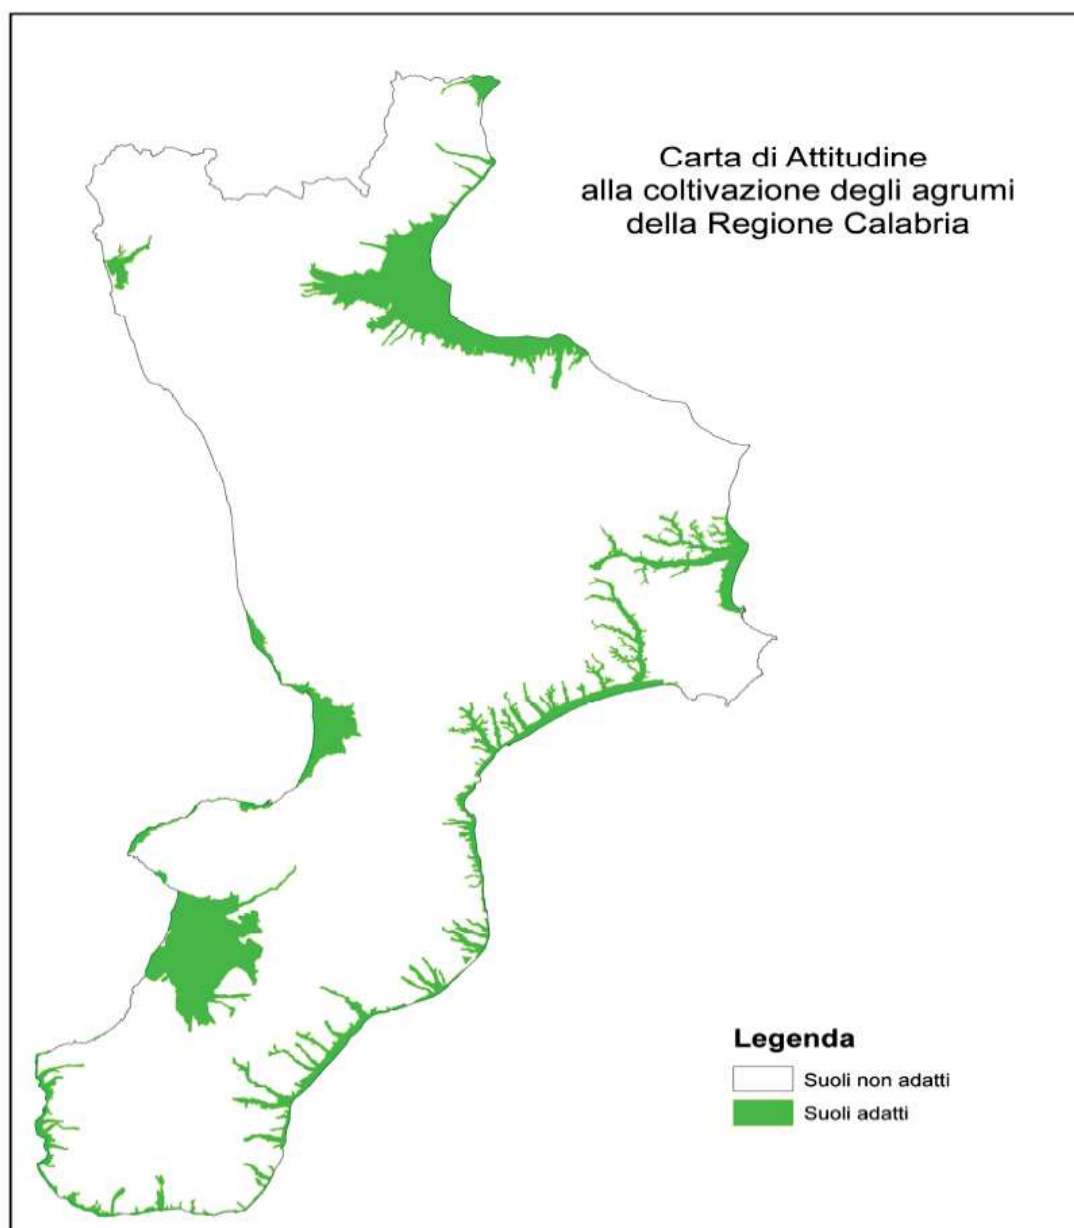 Carta di Attitudine
alla coltivazione degli agrumi
della Regione Calabria
Legenda
Suoli non adatti
Suoli adatti